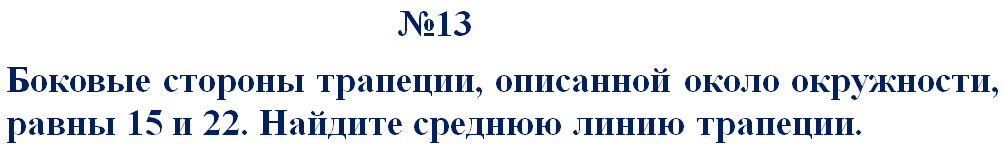 №13
Боковые стороны трапеции, описанной около окружности,
равны 15 и 22. Найдите среднюю линию трапеции.